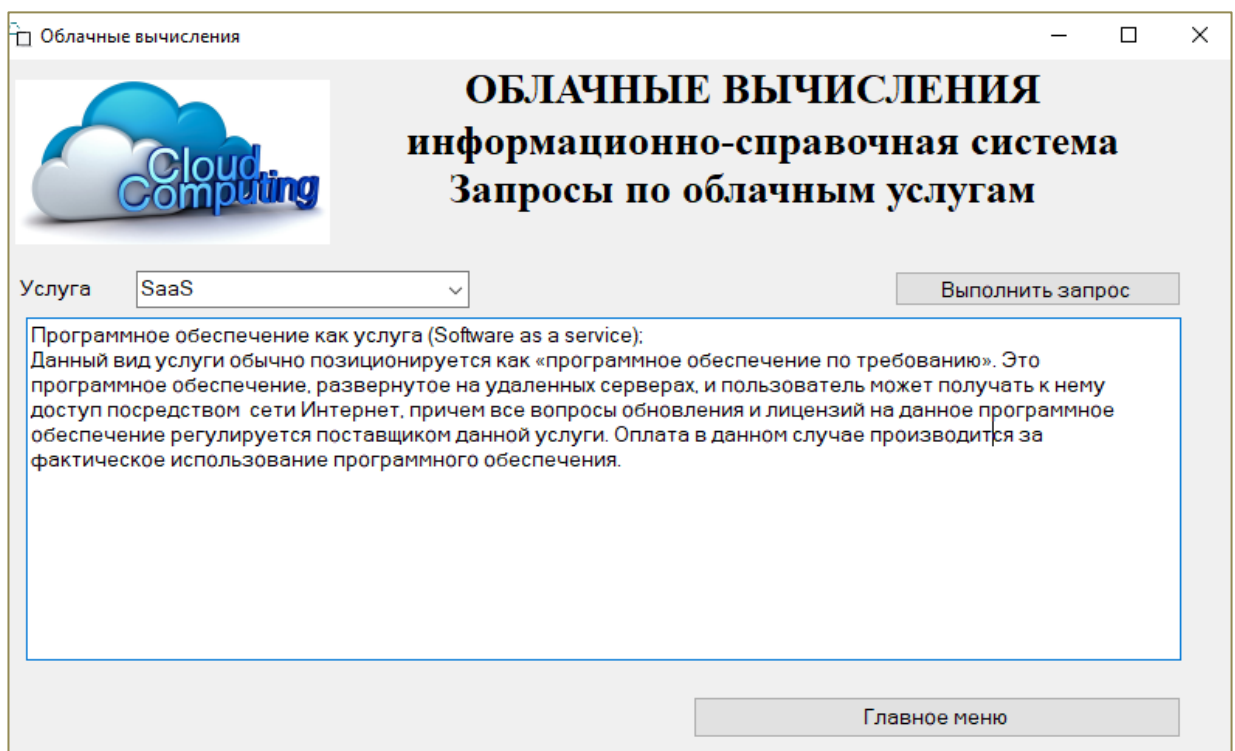 Облачные вычисления
ОБЛАЧНЫЕ ВЫЧИСЛЕНИЯ
информационно-справочная система
Запросы по облачным услугам
Cloud
Computing
Услуга
SaaS
Выполнить запрос
Программное обеспечение как услуга (Software as a service);
Данный вид услуги обычно позиционируется как «программное обеспечение по требованию». Это
программное обеспечение, развернутое на удаленных серверах, и пользователь может получать к нему
доступ посредством  сети Интернет, причем все вопросы обновления и лицензий на данное программное
обеспечение регулируется поставщиком данной услуги. Оплата в данном случае производится за
фактическое использование программного обеспечения.
Главное меню